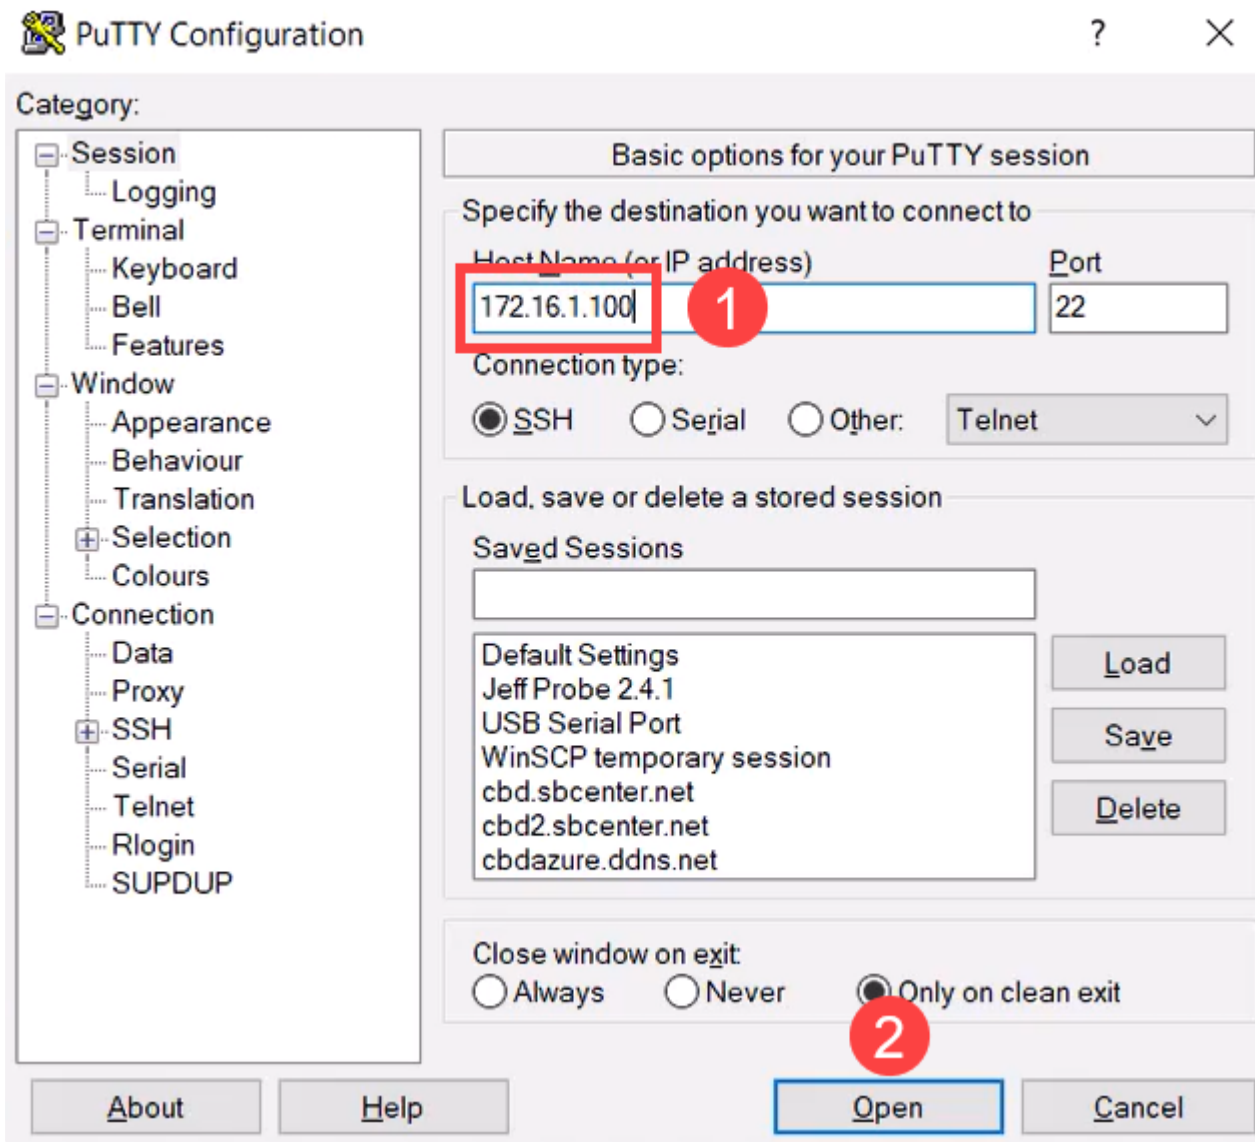 PuTTY Configuration
?
Category:
Session
Logging
Terminal
Keyboard
Bell
Features
Window
Appearance
Behaviour
Translation
Selection
Colours
Connection
Data
Proxy
SSH
Serial
Telnet
Rlogin
SUPDUP
Basic options for your PuTTY session
Specify the destination you want to connect to
Host Name (or IP address)
Port
172.16.1.100
1
22
Connection type:
SSH
Serial
Other:
Telnet
Load, save or delete a stored session
Saved Sessions
Default Settings
Jeff Probe 2.4.1
USB Serial Port
WinSCP temporary session
cbd.sbcenter.net
cbd2.sbcenter.net
cbdazure.ddns.net
Load
Save
Delete
Close window on exit:
Always
Never
Only on clean exit
2
About
Help
Open
Cancel